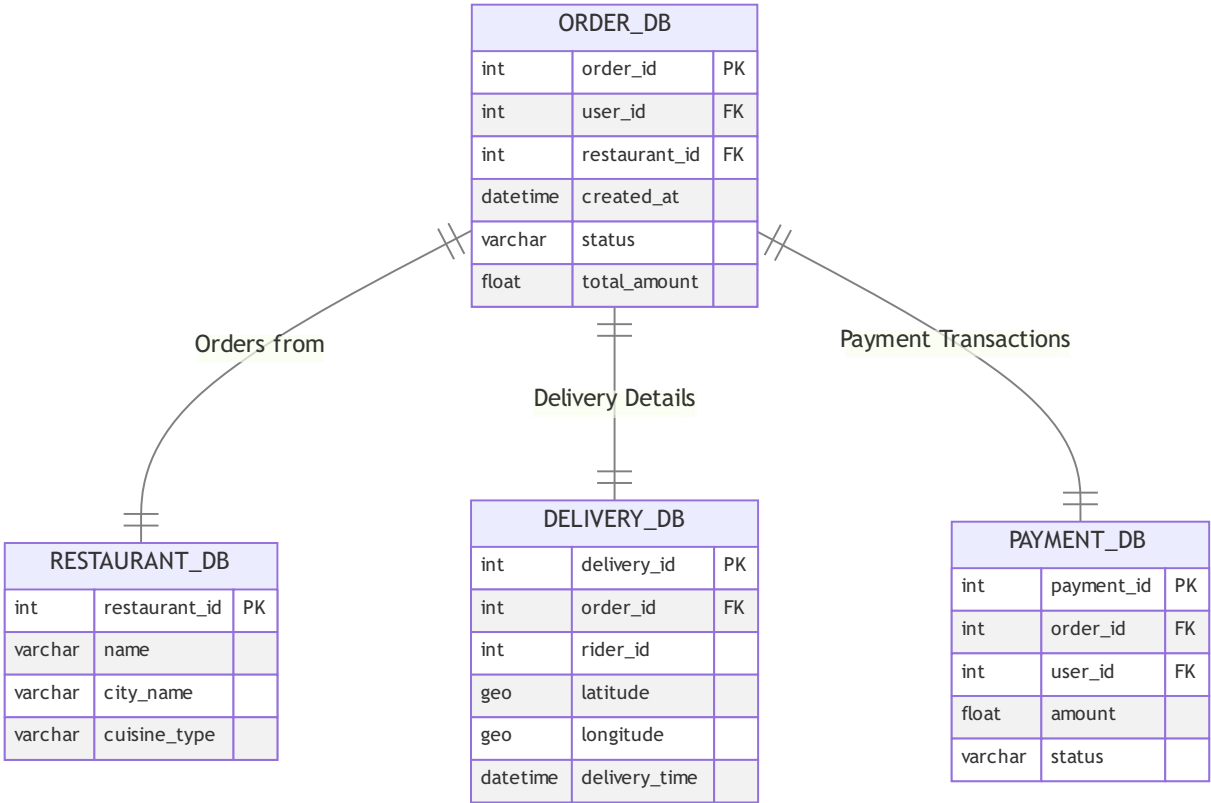 ORDER_DB
int order_id PK
int user_id FK
int restaurant_id FK
datetime created_at
varchar status
float total_amount
Orders from
Delivery Details
Payment Transactions
RESTAURANT_DB
int restaurant_id PK
varchar name
varchar city_name
varchar cuisine_type
DELIVERY_DB
int delivery_id PK
int order_id FK
int rider_id
geo latitude
geo longitude
datetime delivery_time
PAYMENT_DB
int payment_id PK
int order_id FK
int user_id FK
float amount
varchar status